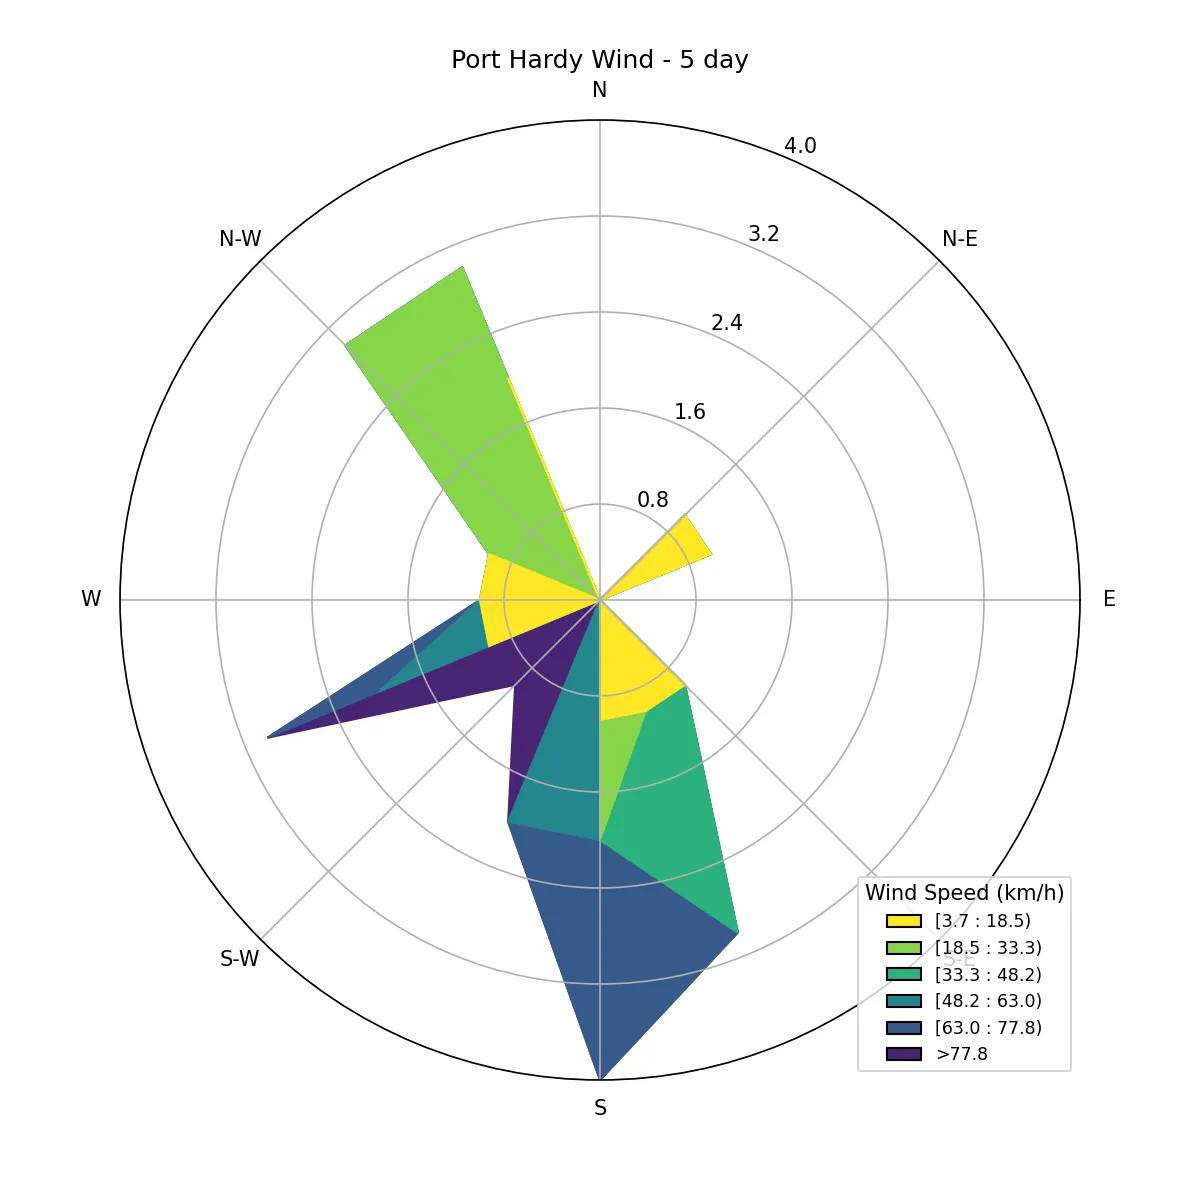 Port Hardy Wind - 5 day
N
4.0
N-W
3.2
N-E
2.4
1.6
0.8
W
E
Wind Speed (km/h)
[3.7 : 18.5)
[18.5 : 33.3)
S-W
S-E
[33.3 : 48.2)
[48.2 : 63.0)
[63.0 : 77.8)
>77.8
S